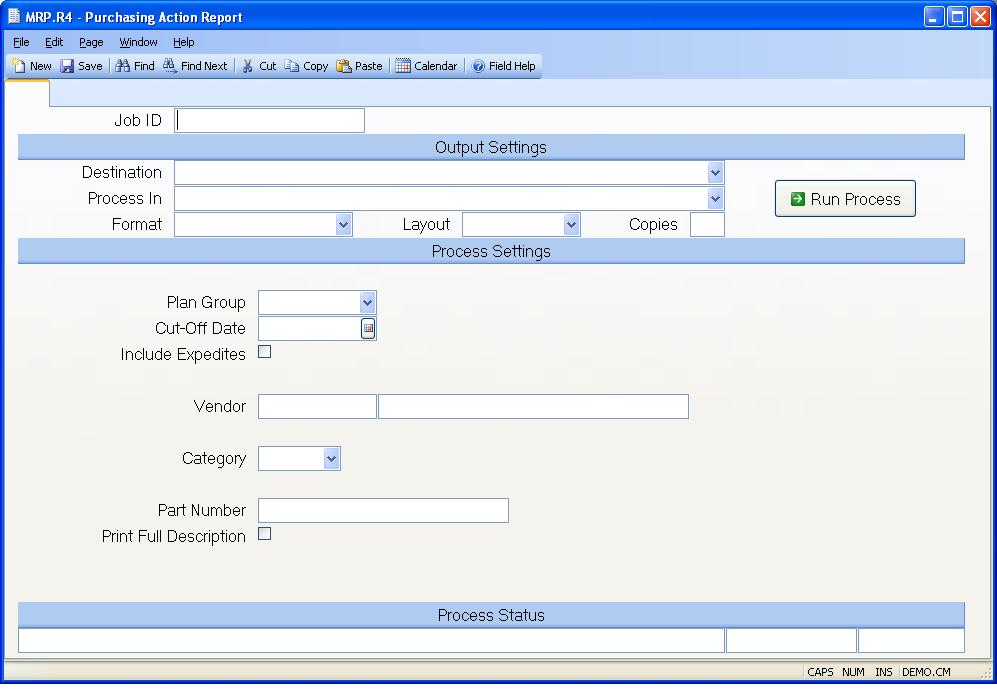 MRP.R4 - Purchasing Action Report
File Edit Page Window Help
New Save Find Find Next Cut Copy Paste Calendar Field Help
Job ID
Output Settings
Destination
Process In
Run Process
Format Layout Copies
Process Settings
Plan Group
Cut-Off Date
Include Expedites
Vendor
Category
Part Number
Print Full Description
Process Status
CAPS NUM INS DEMO.CM